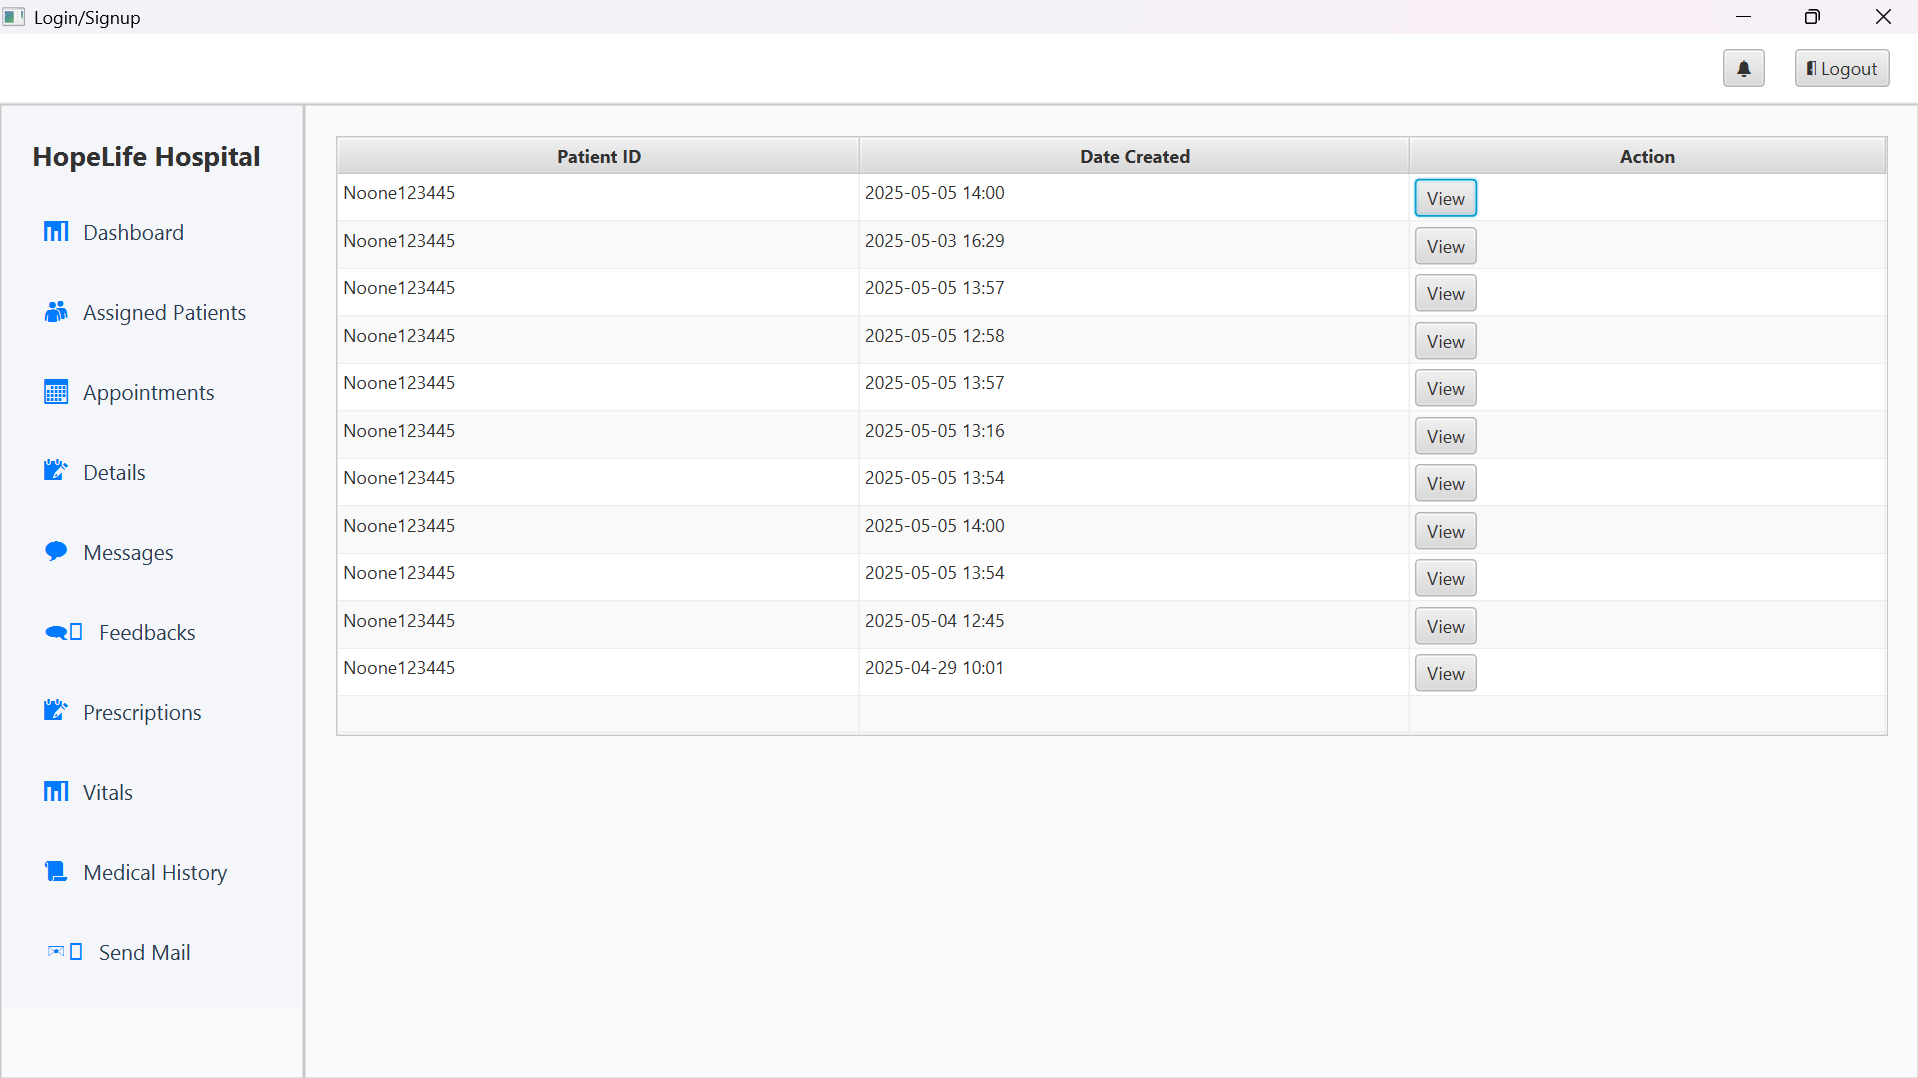 Login/Signup
Logout
HopeLife Hospital
Dashboard
Assigned Patients
Appointments
Details
Messages
Feedbacks
Prescriptions
Vitals
Medical History
Send Mail
Patient ID Date Created Action
Noone123445 2025-05-05 14:00 View
Noone123445 2025-05-03 16:29 View
Noone123445 2025-05-05 13:57 View
Noone123445 2025-05-05 12:58 View
Noone123445 2025-05-05 13:57 View
Noone123445 2025-05-05 13:16 View
Noone123445 2025-05-05 13:54 View
Noone123445 2025-05-05 14:00 View
Noone123445 2025-05-05 13:54 View
Noone123445 2025-05-04 12:45 View
Noone123445 2025-04-29 10:01 View